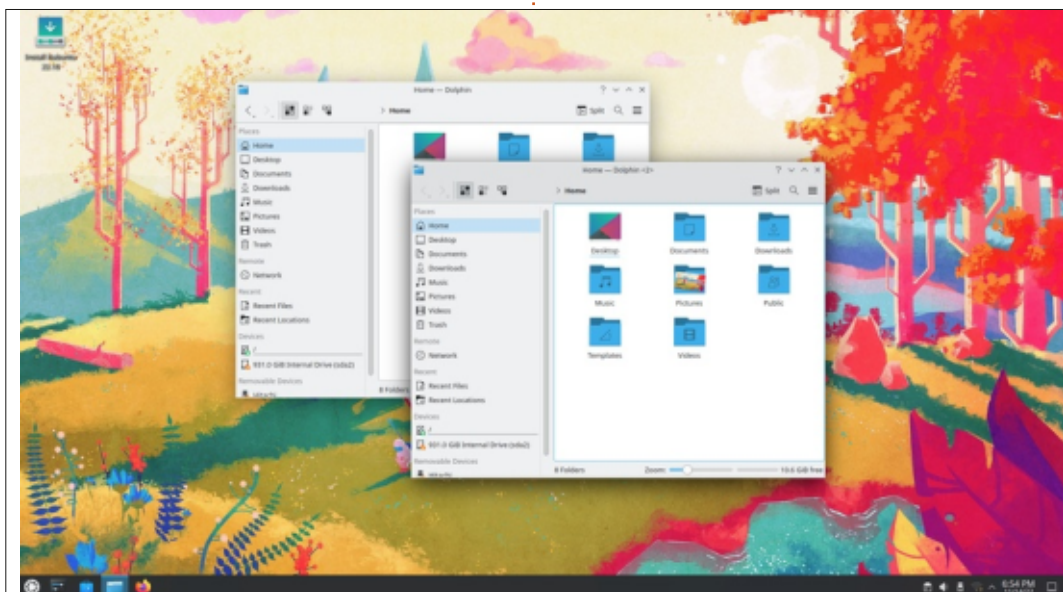 Install Kubuntu
22.10
Home — Dolphin
Home
Split
Places
Home
Desktop
Documents
Downloads
Music
Pictures
Videos
Trash
Remote
Network
Recent
Recent Files
Recent Locations
Devices
/
931.0 GiB Internal Drive (sda2)
Removable Devices
Hitachi
8 Folders
Home — Dolphin <2>
Home
Split
Places
Home
Desktop
Documents
Downloads
Music
Pictures
Videos
Trash
Remote
Network
Recent
Recent Files
Recent Locations
Devices
/
931.0 GiB Internal Drive (sda2)
Removable Devices
Hitachi
Desktop
Documents
Downloads
Music
Pictures
Public
Templates
Videos
8 Folders
Zoom:
10.6 GiB free
6:54 PM